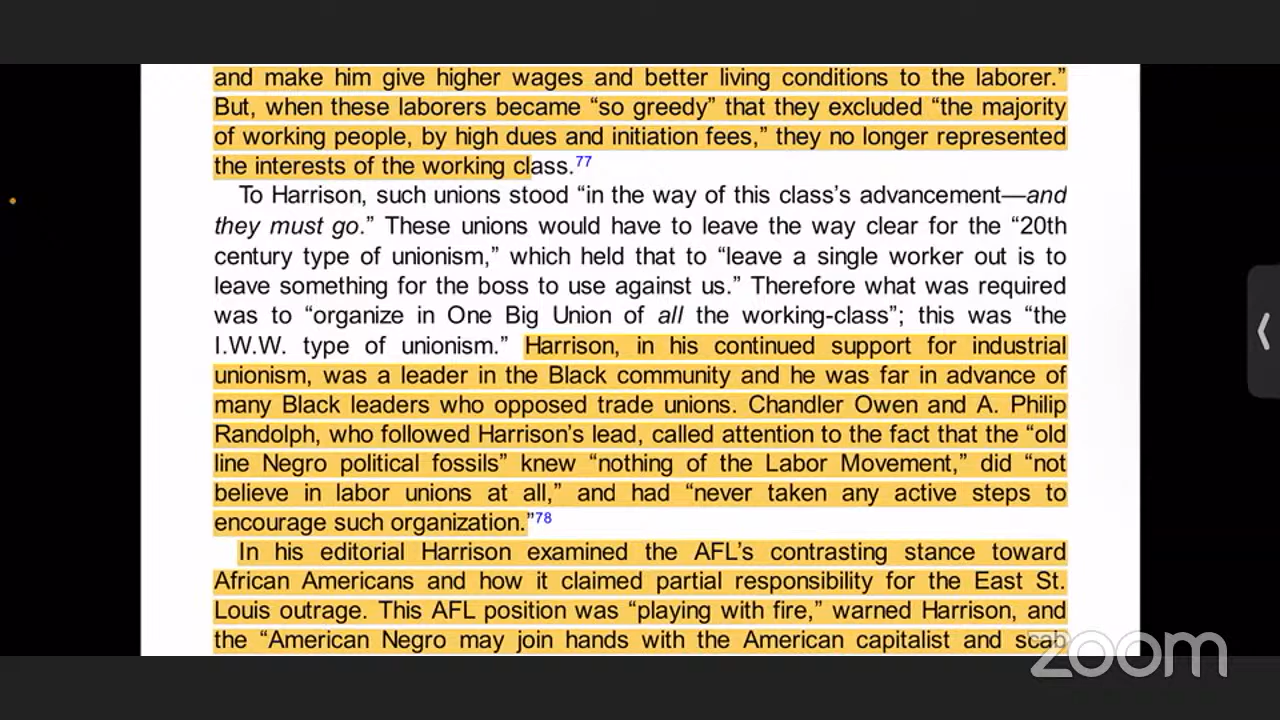 and make him give higher wages and better living conditions to the laborer.”
But, when these laborers became “so greedy” that they excluded “the majority
of working people, by high dues and initiation fees,” they no longer represented
the interests of the working class.77
To Harrison, such unions stood “in the way of this class’s advancement—and
they must go.” These unions would have to leave the way clear for the “20th
century type of unionism,” which held that to “leave a single worker out is to
leave something for the boss to use against us.” Therefore what was required
was to “organize in One Big Union of all the working-class”; this was “the
I.W.W. type of unionism.” Harrison, in his continued support for industrial
unionism, was a leader in the Black community and he was far in advance of
many Black leaders who opposed trade unions. Chandler Owen and A. Philip
Randolph, who followed Harrison’s lead, called attention to the fact that the “old
line Negro political fossils” knew “nothing of the Labor Movement,” did “not
believe in labor unions at all,” and had “never taken any active steps to
encourage such organization.”78
In his editorial Harrison examined the AFL’s contrasting stance toward
African Americans and how it claimed partial responsibility for the East St.
Louis outrage. This AFL position was “playing with fire,” warned Harrison, and
the “American Negro may join hands with the American capitalist and scab
zoom